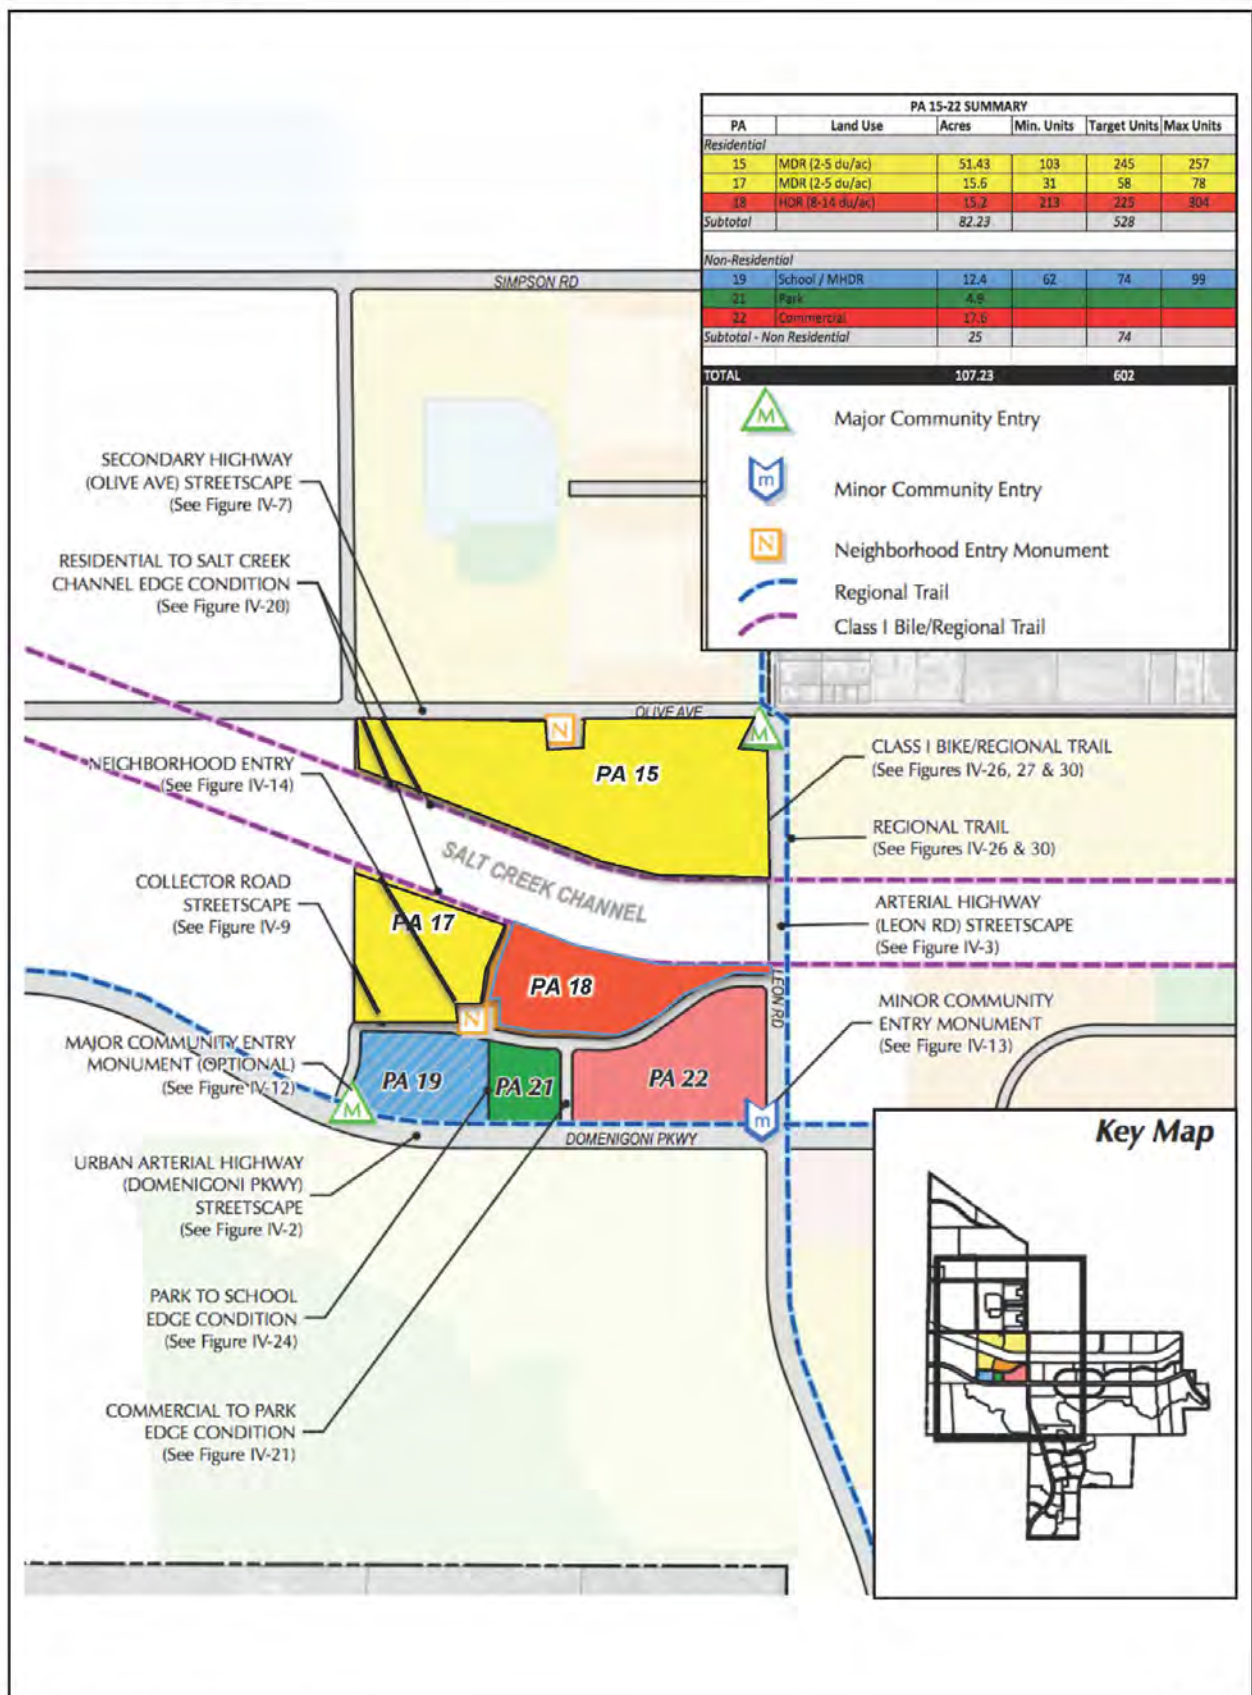 PA 15-22 SUMMARY
PA Land Use Acres Min. Units Target Units Max Units
Residential
15 MDR (2-5 du/ac) 51.43 103 245 257
17 MDR (2-5 du/ac) 15.6 31 58 78
18 HDR (8-14 du/ac) 15.2 213 225 304
Subtotal 82.23 528
Non-Residential
19 School / MHDR 12.4 62 74 99
21 Park 4.9
22 Commercial 17.6
Subtotal - Non Residential 25 74
TOTAL 107.23 602
M Major Community Entry
m Minor Community Entry
N Neighborhood Entry Monument
Regional Trail
Class I Bile/Regional Trail
SIMPSON RD
SECONDARY HIGHWAY
(OLIVE AVE) STREETSCAPE
(See Figure IV-7)
RESIDENTIAL TO SALT CREEK
CHANNEL EDGE CONDITION
(See Figure IV-20)
OLIVE AVE
N
M
PA 15
NEIGHBORHOOD ENTRY
(See Figure IV-14)
CLASS I BIKE/REGIONAL TRAIL
(See Figures IV-26, 27 & 30)
REGIONAL TRAIL
(See Figures IV-26 & 30)
SALT CREEK CHANNEL
COLLECTOR ROAD
STREETSCAPE
(See Figure IV-9
ARTERIAL HIGHWAY
(LEON RD) STREETSCAPE
(See Figure IV-3)
PA 17
PA 18
LEON RD
N
MINOR COMMUNITY
ENTRY MONUMENT
(See Figure IV-13)
MAJOR COMMUNITY ENTRY
MONUMENT (OPTIONAL)
(See Figure IV-12)
PA 19
PA 21
PA 22
M
m
DOMENIGONI PKWY
Key Map
URBAN ARTERIAL HIGHWAY
(DOMENIGONI PKWY)
STREETSCAPE
(See Figure IV-2)
PARK TO SCHOOL
EDGE CONDITION
(See Figure IV-24)
COMMERCIAL TO PARK
EDGE CONDITION
(See Figure IV-21)